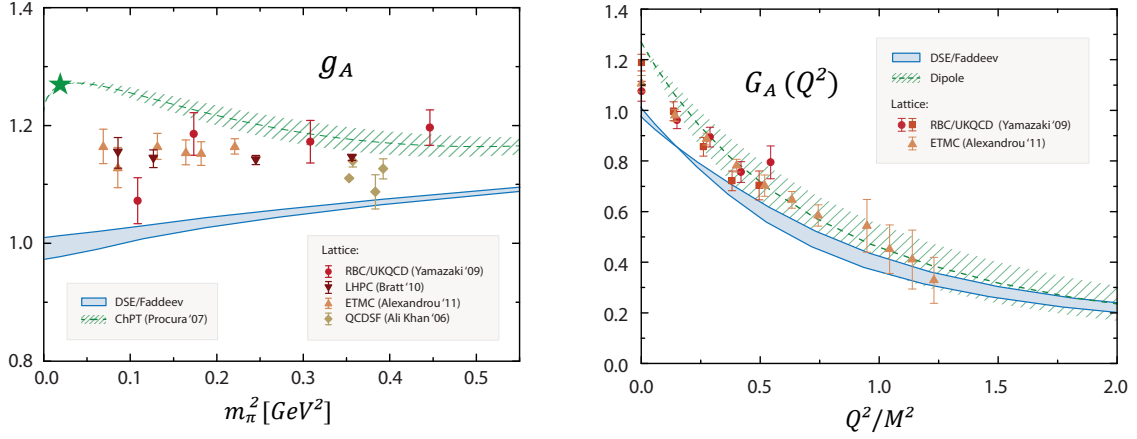 g_A
1.4
1.2
1.0
0.8
0.0 0.1 0.2 0.3 0.4 0.5
m_π^2 [GeV^2]
DSE/Faddeev
ChPT (Procura '07)
Lattice:
RBC/UKQCD (Yamazaki '09)
LHPC (Bratt '10)
ETMC (Alexandrou '11)
QCDSF (Ali Khan '06)
G_A (Q^2)
1.4
1.2
1.0
0.8
0.6
0.4
0.2
0.0
0.0 0.5 1.0 1.5 2.0
Q^2/M^2
DSE/Faddeev
Dipole
Lattice:
RBC/UKQCD (Yamazaki '09)
ETMC (Alexandrou '11)